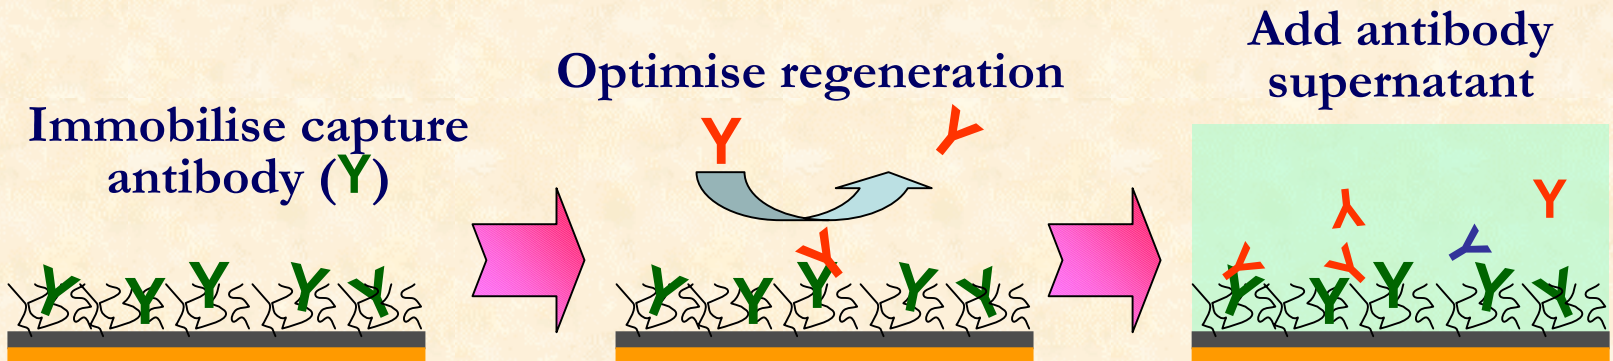 Immobilise capture
antibody (Y)
Optimise regeneration
Add antibody
supernatant